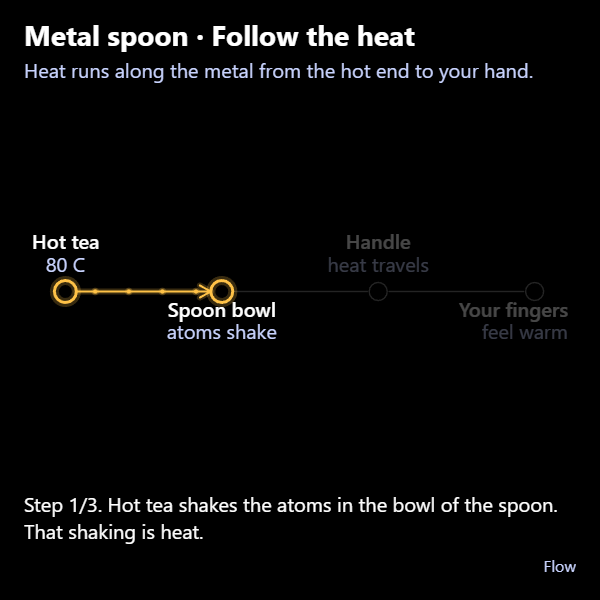 Metal spoon · Follow the heat
Heat runs along the metal from the hot end to your hand.
Hot tea
80 C
Handle
heat travels
Spoon bowl
atoms shake
Your fingers
feel warm
Step 1/3. Hot tea shakes the atoms in the bowl of the spoon.
That shaking is heat.
Flow